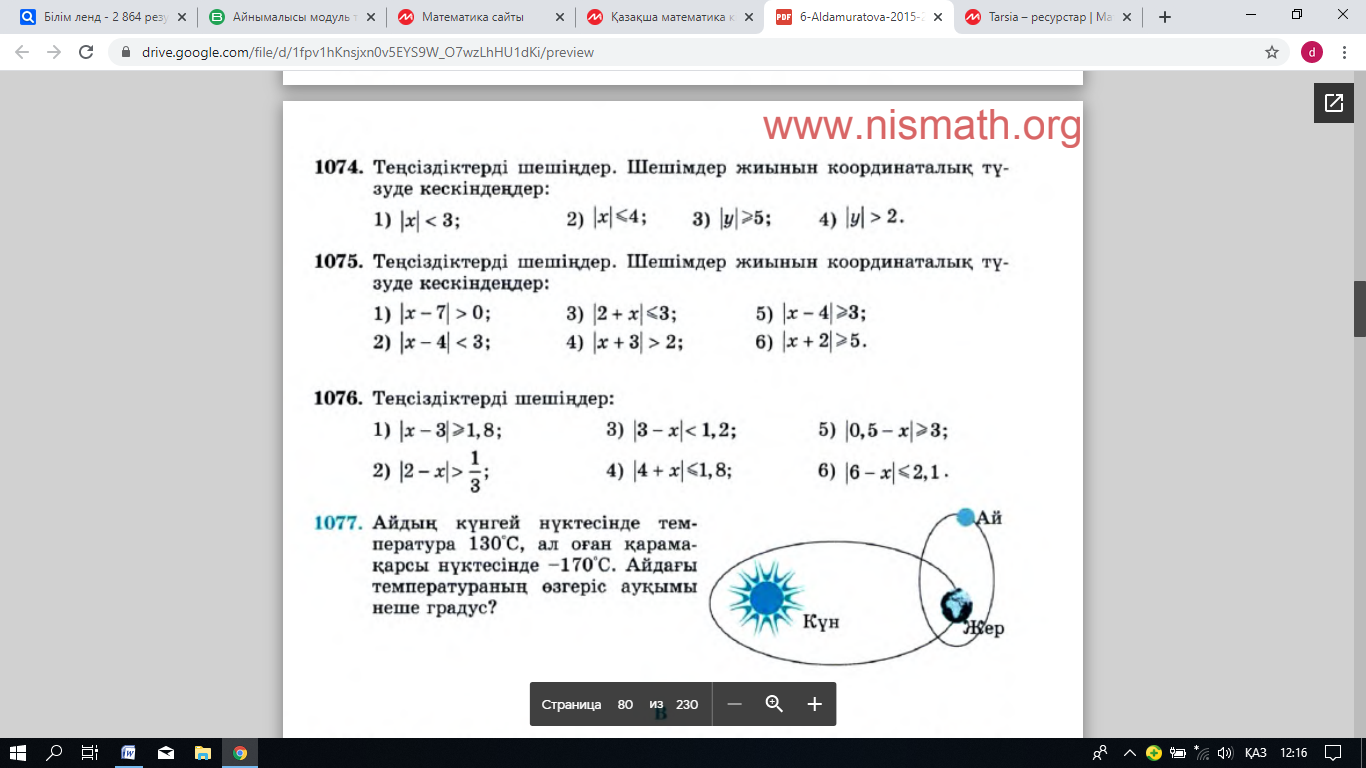 Білім ленд - 2 864 резу
Айнымалысы модуль т
Математика сайты
Қазақша математика к
6-Aldamuratova-2015-
Tarsia – ресурстар | Ма
drive.google.com/file/d/1fpv1hKnsjxn0v5EYS9W_O7wzLhHU1dKi/preview
d
www.nismath.org
1074. Теңсіздіктерді шешіңдер. Шешімдер жиынын координаталық тү-
зуде кескіндеңдер:
1) |x| < 3; 2) |x|⩽4; 3) |y|⩾5; 4) |y| > 2.
1075. Теңсіздіктерді шешіңдер. Шешімдер жиынын координаталық тү-
зуде кескіндеңдер:
1) |x – 7| > 0; 3) |2 + x|⩽3; 5) |x – 4|⩾3;
2) |x – 4| < 3; 4) |x + 3| > 2; 6) |x + 2|⩾5.
1076. Теңсіздіктерді шешіңдер:
1) |x – 3|⩾1,8; 3) |3 – x|< 1,2; 5) |0,5 – x|⩾3;
2) |2 – x|> 1/3; 4) |4 + x|⩽1,8; 6) |6 – x|⩽2,1.
1077. Айдың күнгей нүктесінде тем-
пература 130°С, ал оған қарама-
қарсы нүктесінде –170°С. Айдағы
температураның өзгеріс ауқымы
неше градус?
Ай
Күн
Жер
Страница 80 из 230
В
ҚАЗ 12:16